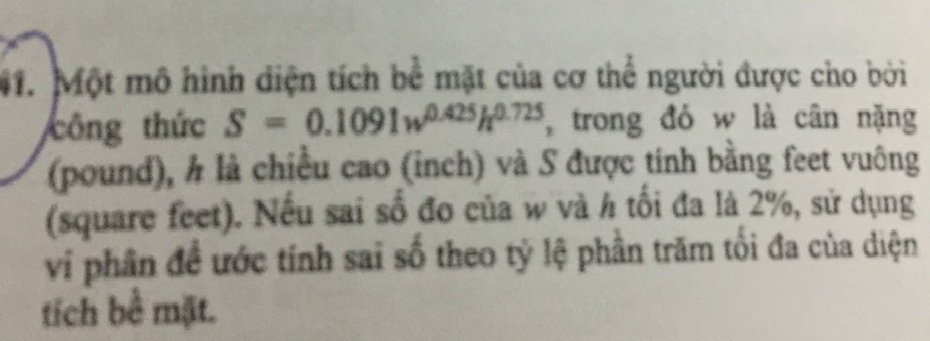 41. Một mô hình diện tích bề mặt của cơ thể người được cho bởi
công thức S = 0.1091w^0.425h^0.725, trong đó w là cân nặng
(pound), h là chiều cao (inch) và S được tính bằng feet vuông
(square feet). Nếu sai số đo của w và h tối đa là 2%, sử dụng
vi phân để ước tính sai số theo tỷ lệ phần trăm tối đa của diện
tích bề mặt.